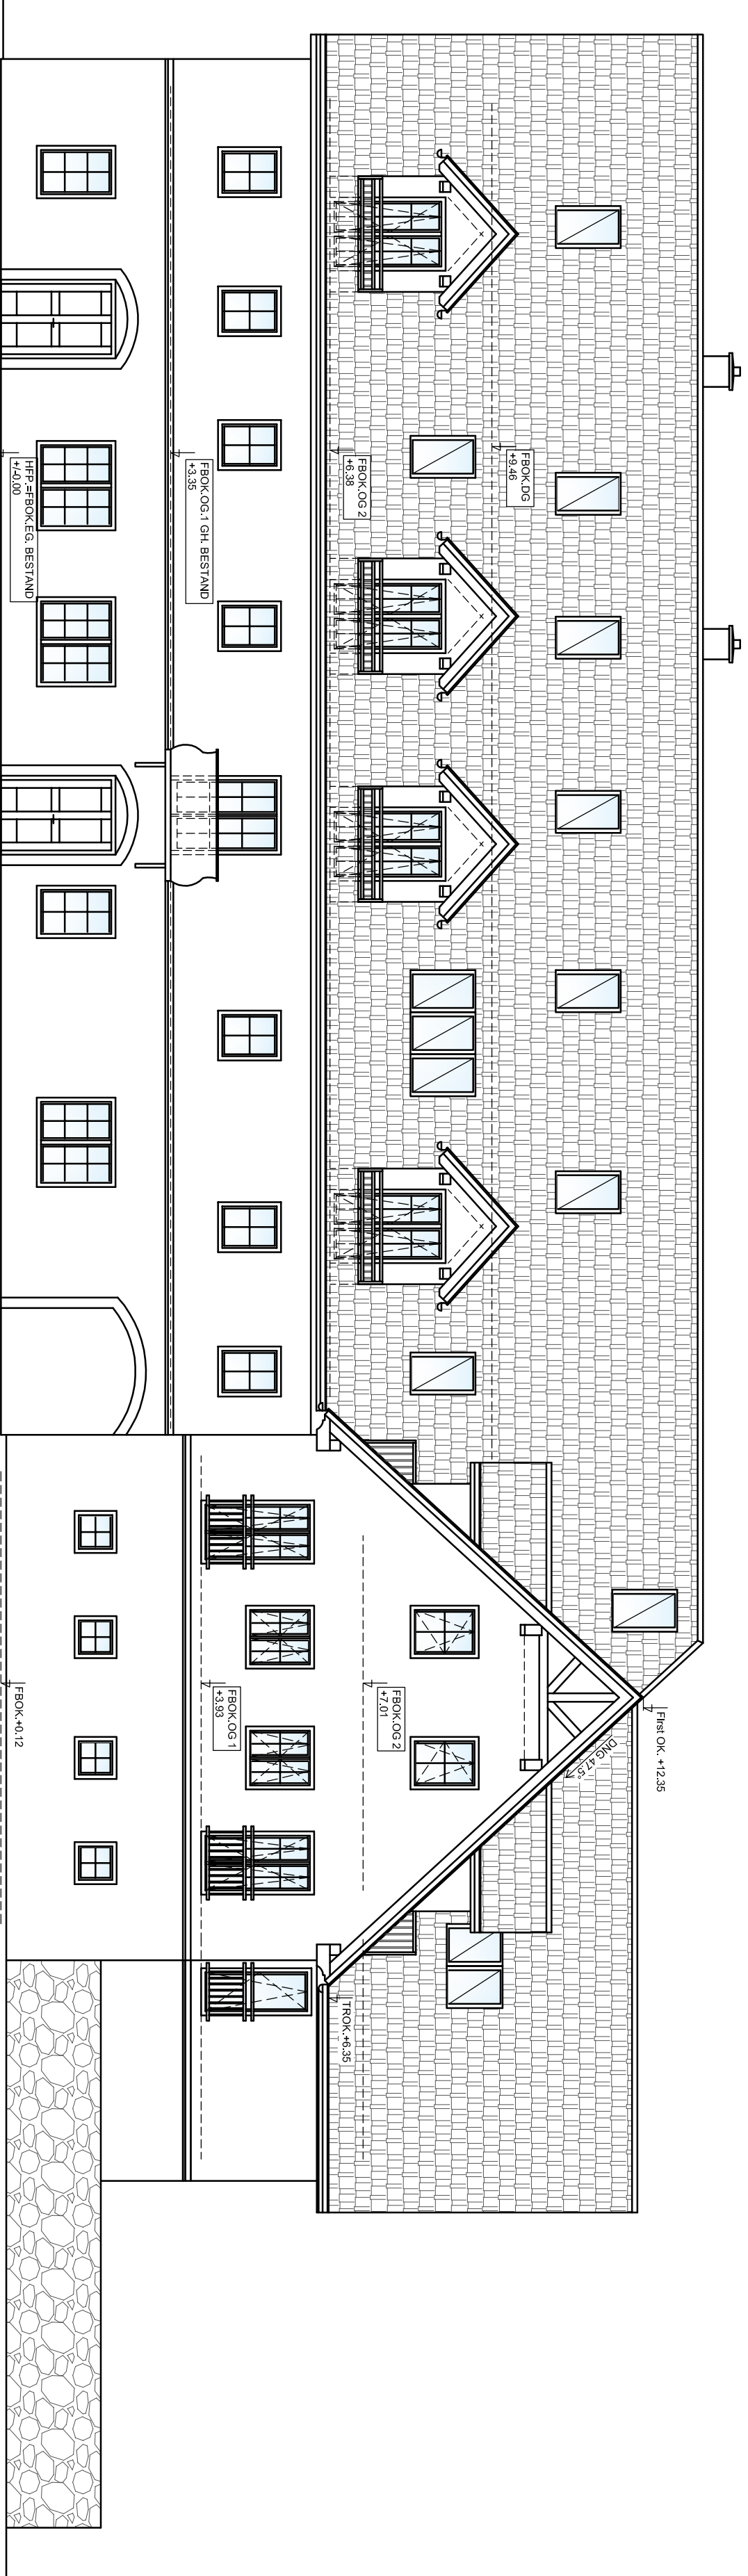 FBOK.DG
+9.46
FBOK.OG 2
+6.38
FBOK.OG.1 GH. BESTAND
+3.35
HFP.=FBOK.EG. BESTAND
+/-0.00
First OK. +12.35
DNG 47.5°
FBOK.OG 2
+7.01
FBOK.OG 1
+3.93
FBOK.+0.12
TROK.+6.35